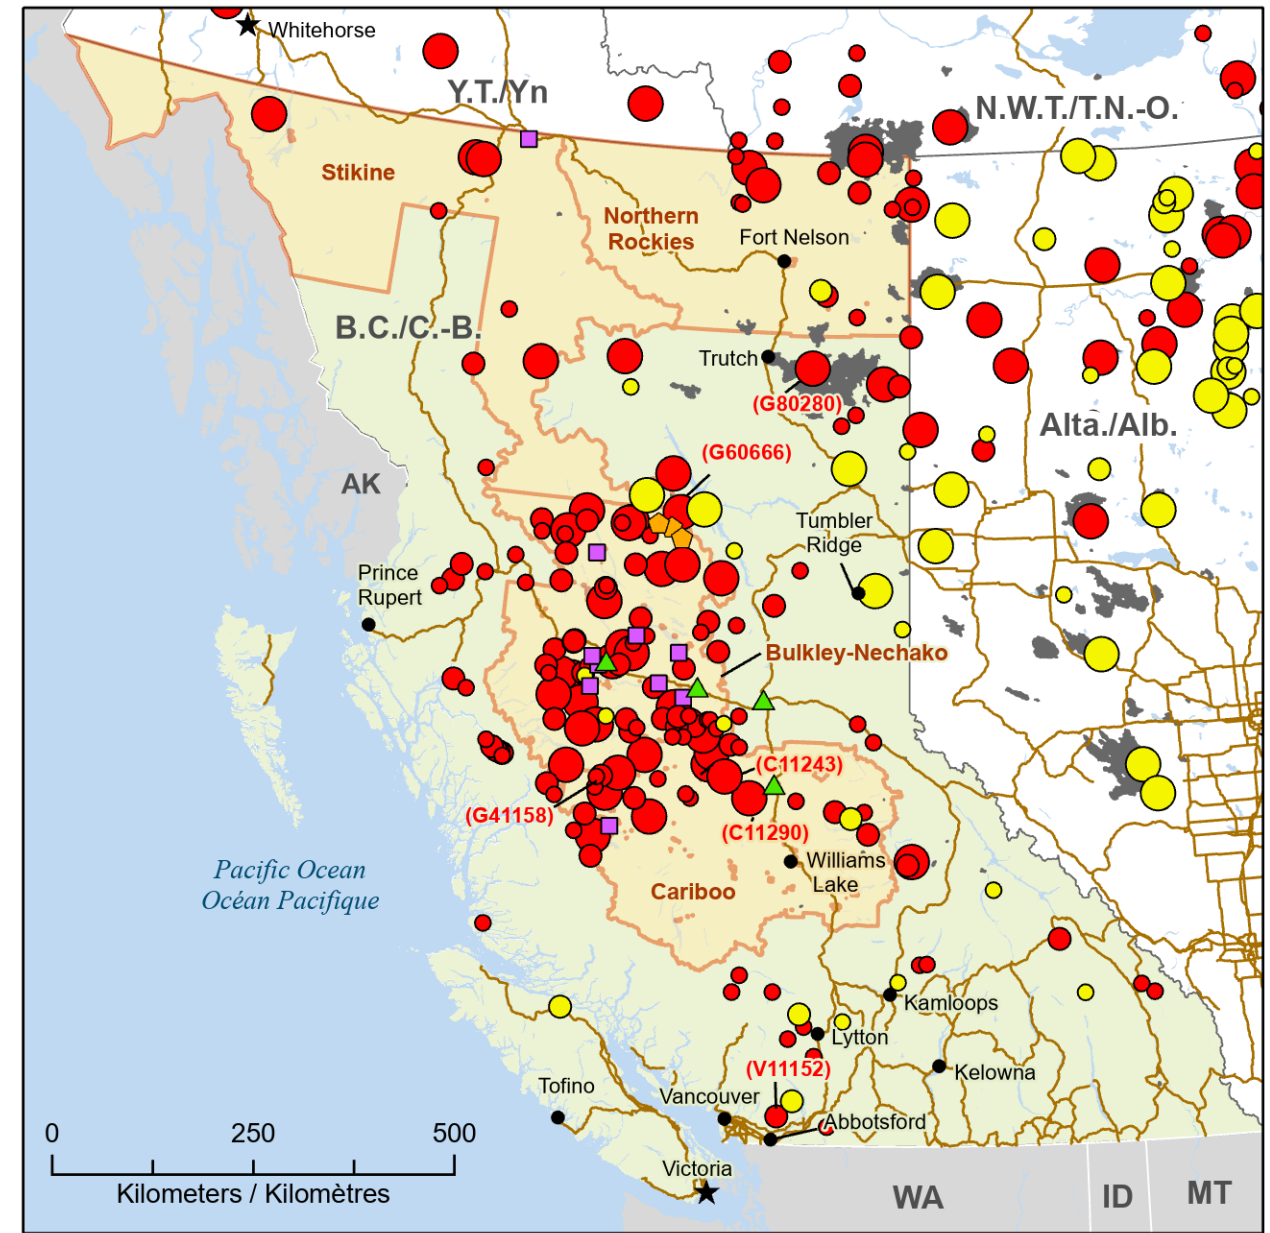 Whitehorse
Y.T./Yn
N.W.T./T.N.-O.
Stikine
Northern
Rockies
Fort Nelson
B.C./C.-B.
Trutch
(G80280)
Alta./Alb.
(G60666)
AK
Tumbler
Ridge
Prince
Rupert
Bulkley-Nechako
(C11243)
(G41158)
(C11290)
Williams
Lake
Pacific Ocean
Océan Pacifique
Cariboo
Kamloops
Lytton
(V11152)
Kelowna
Tofino
Vancouver
Abbotsford
0 250 500
Kilometers / Kilomètres
Victoria
WA
ID
MT